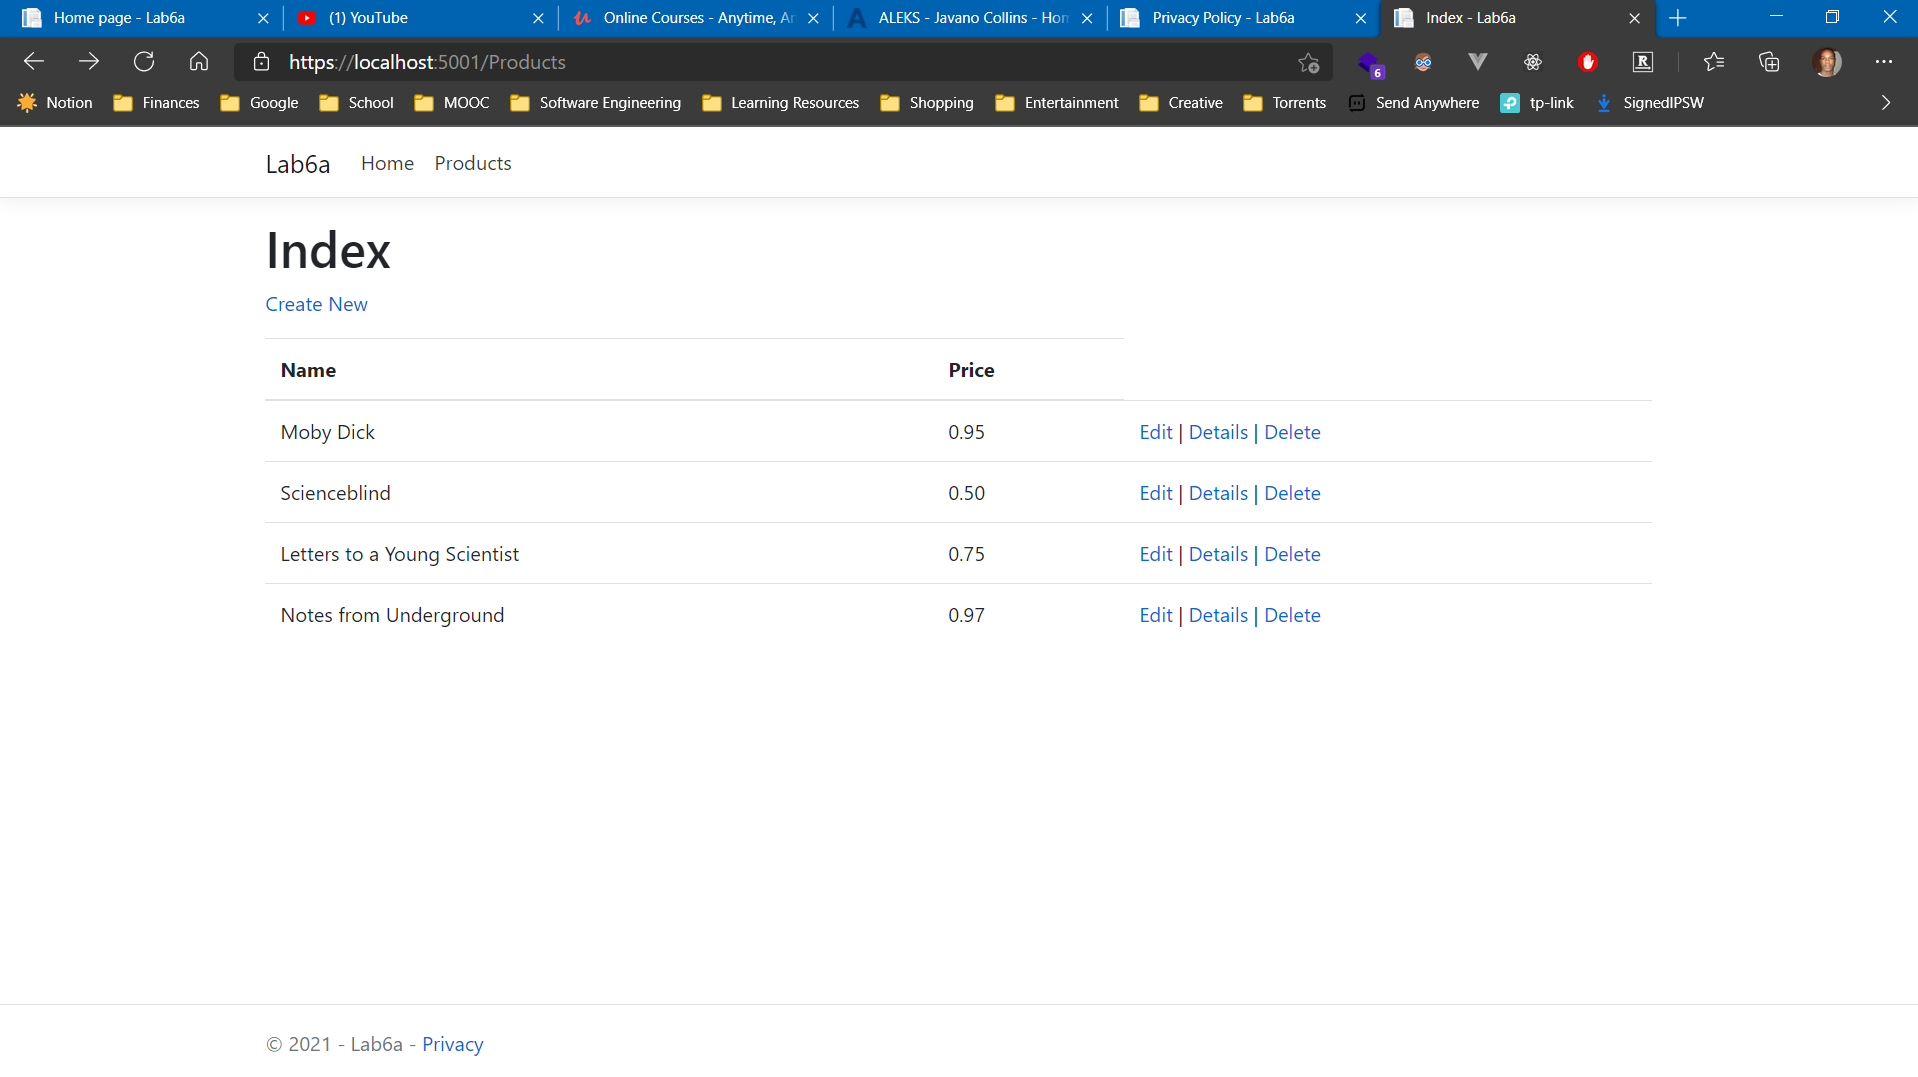 Home page - Lab6a
(1) YouTube
Online Courses - Anytime, An
ALEKS - Javano Collins - Hom
Privacy Policy - Lab6a
Index - Lab6a
https://localhost:5001/Products
6
R
Notion Finances Google School MOOC Software Engineering Learning Resources Shopping Entertainment Creative Torrents Send Anywhere tp-link SignedIPSW
Lab6a Home Products
Index
Create New
Name Price
Moby Dick 0.95 Edit | Details | Delete
Scienceblind 0.50 Edit | Details | Delete
Letters to a Young Scientist 0.75 Edit | Details | Delete
Notes from Underground 0.97 Edit | Details | Delete
© 2021 - Lab6a - Privacy